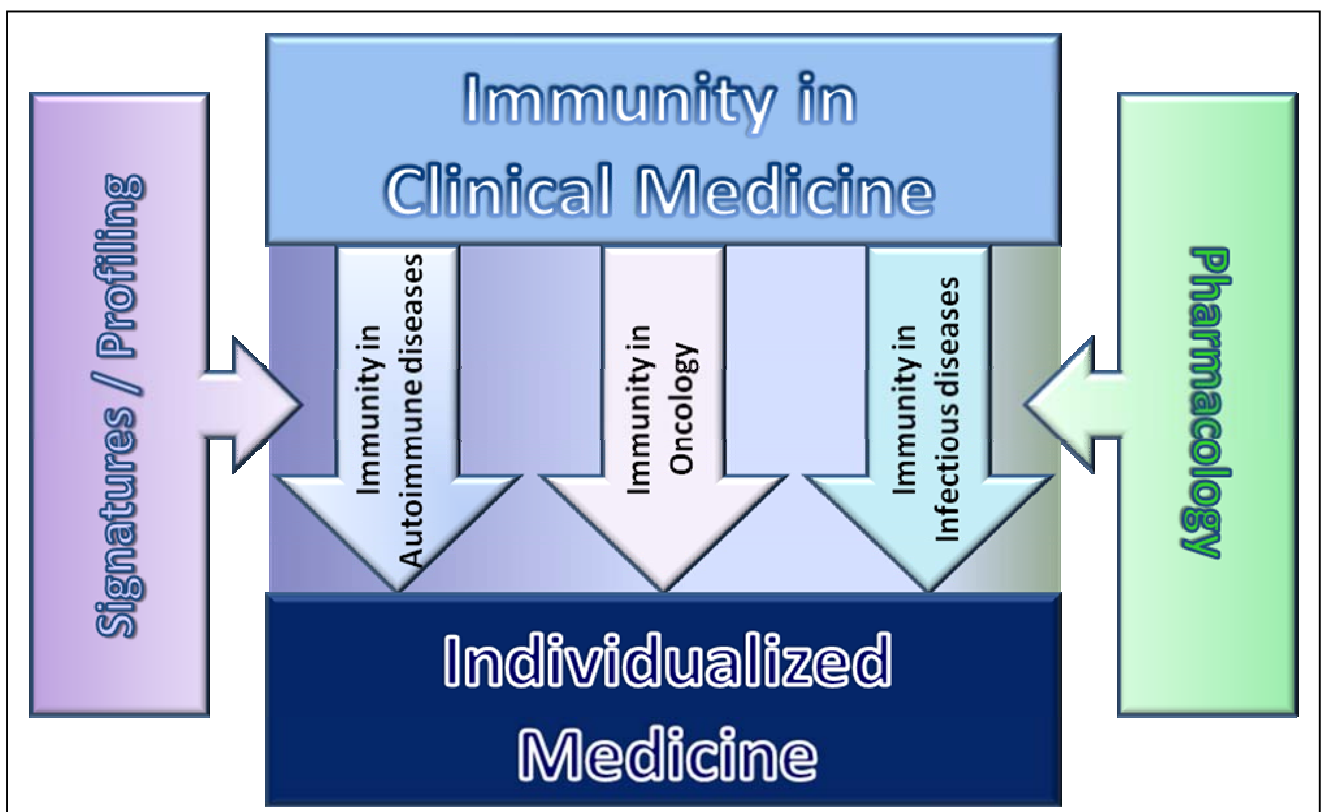 Immunity in
Clinical Medicine
Signatures / Profiling
Immunity in
Autoimmune diseases
Immunity in
Oncology
Immunity in
Infectious diseases
Pharmacology
Individualized
Medicine